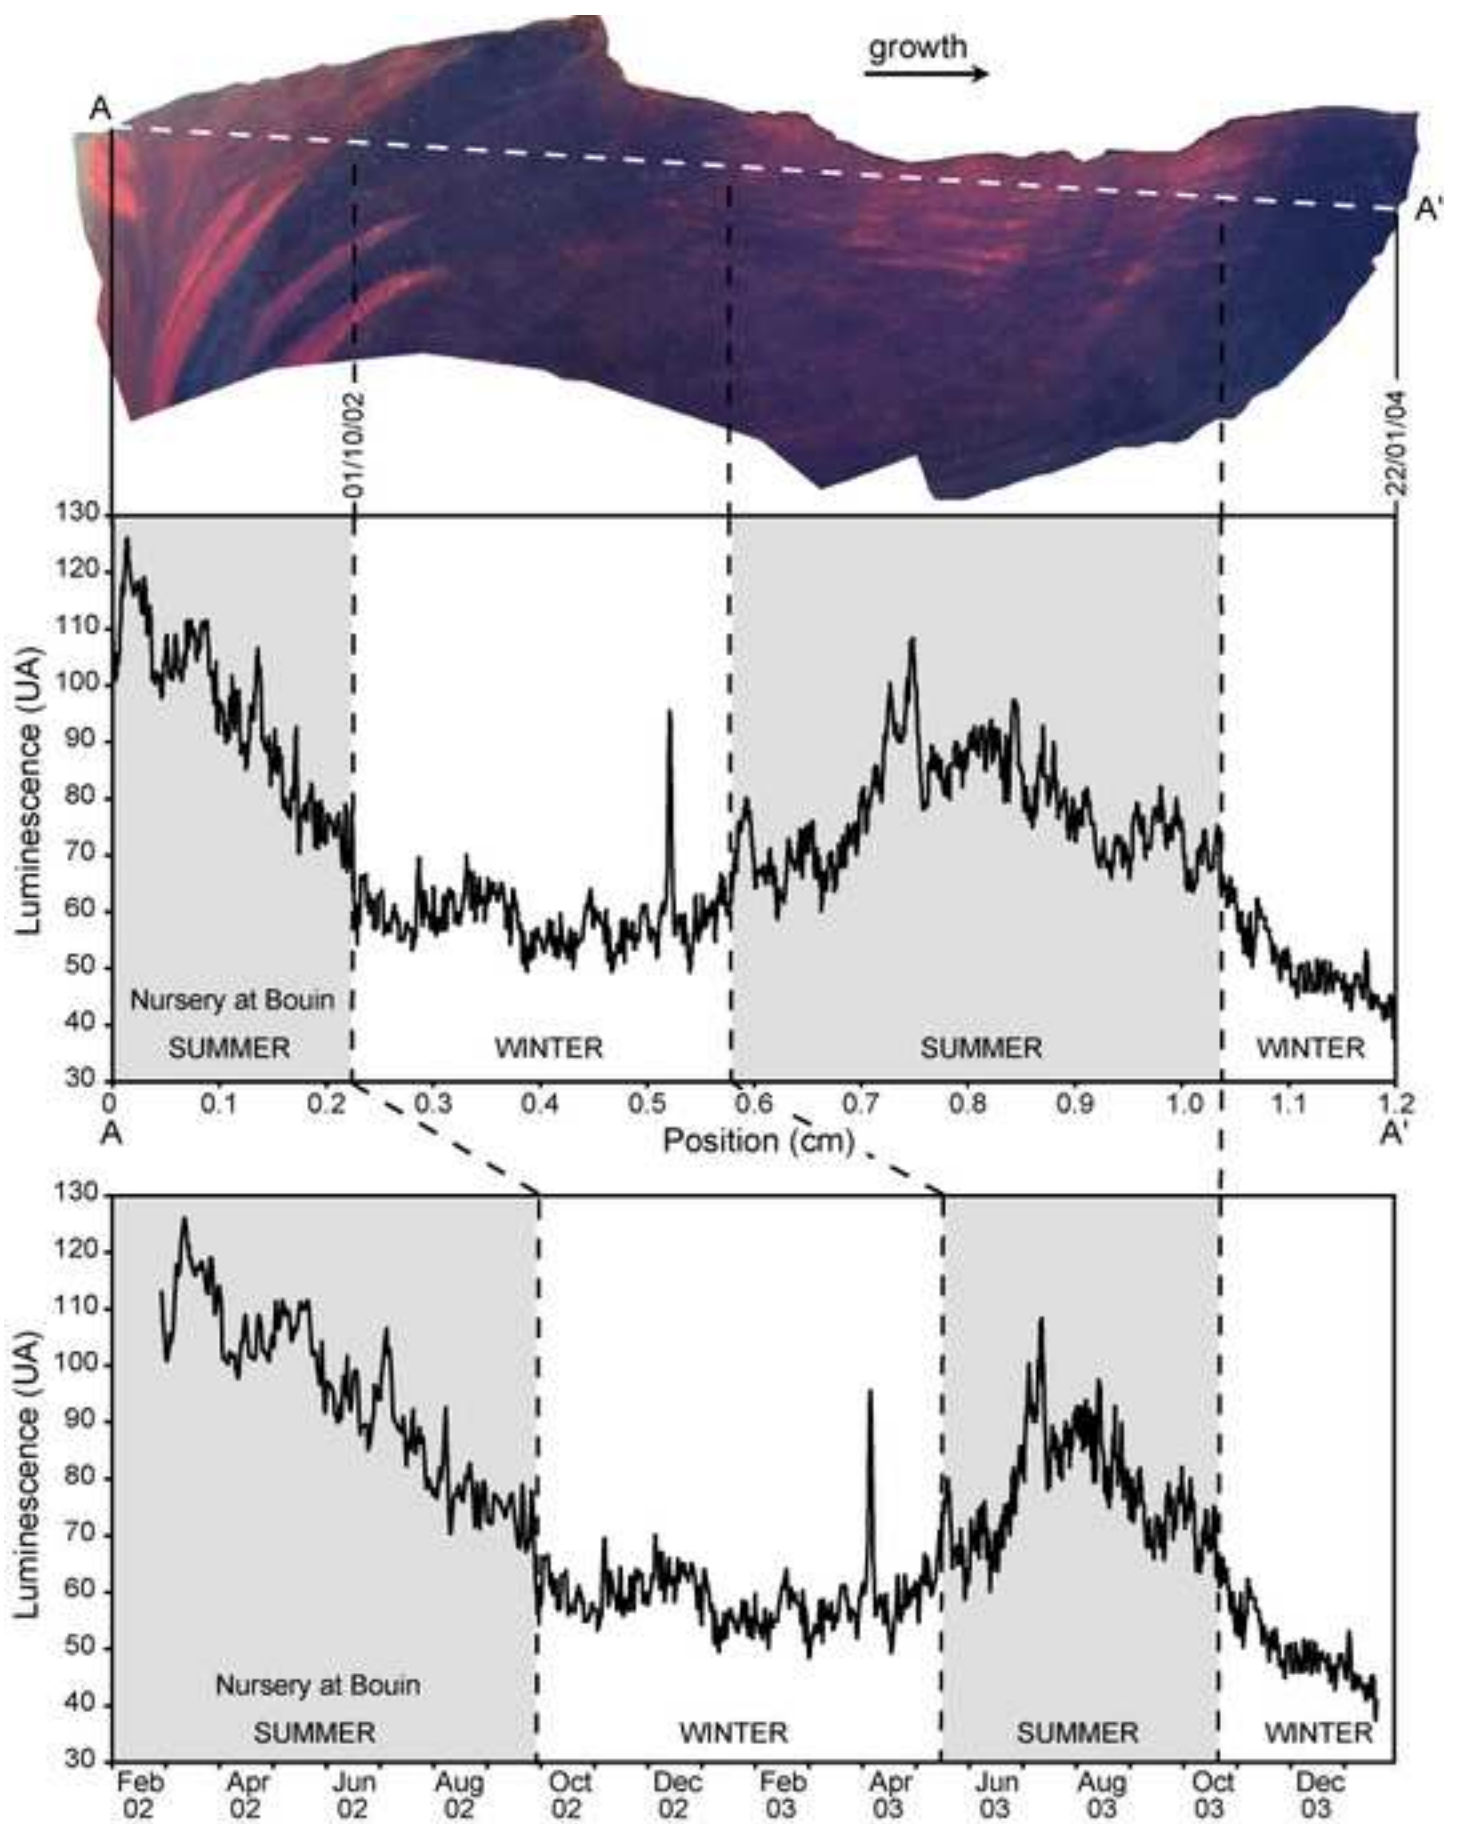 growth
A
A'
01/10/02
22/01/04
130
120
110
100
90
80
70
60
50
40
30
Luminescence (UA)
Nursery at Bouin
SUMMER
WINTER
SUMMER
WINTER
0 0.1 0.2 0.3 0.4 0.5 0.6 0.7 0.8 0.9 1.0 1.1 1.2
A
Position (cm)
A'
130
120
110
100
90
80
70
60
50
40
30
Luminescence (UA)
Nursery at Bouin
SUMMER
WINTER
SUMMER
WINTER
Feb Apr Jun Aug Oct Dec Feb Apr Jun Aug Oct Dec
02 02 02 02 02 02 03 03 03 03 03 03